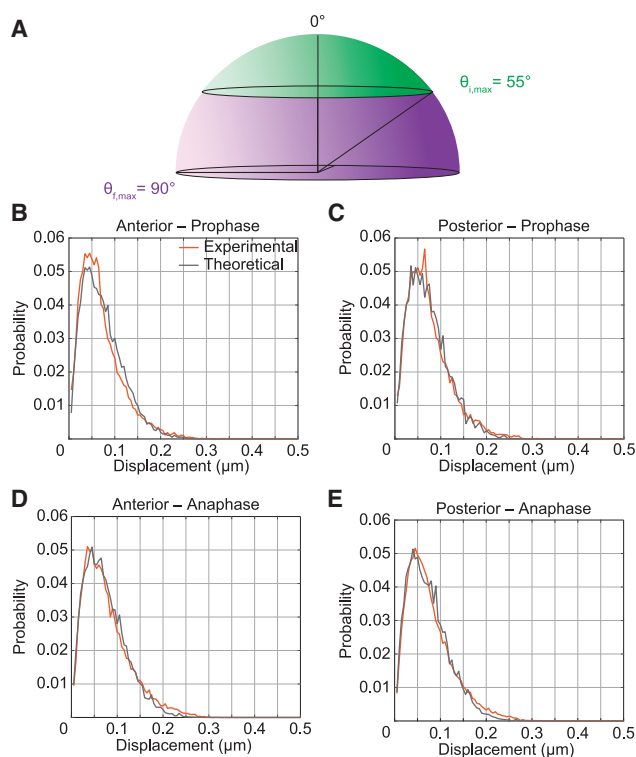 A
0°
θi,max = 55°
θf,max = 90°
B
Anterior – Prophase
Experimental
Theoretical
Probability
0.06
0.05
0.04
0.03
0.02
0.01
0 0.1 0.2 0.3 0.4 0.5
Displacement (µm)
C
Posterior – Prophase
Probability
0.06
0.05
0.04
0.03
0.02
0.01
0 0.1 0.2 0.3 0.4 0.5
Displacement (µm)
D
Anterior – Anaphase
Probability
0.06
0.05
0.04
0.03
0.02
0.01
0 0.1 0.2 0.3 0.4 0.5
Displacement (µm)
E
Posterior – Anaphase
Probability
0.06
0.05
0.04
0.03
0.02
0.01
0 0.1 0.2 0.3 0.4 0.5
Displacement (µm)